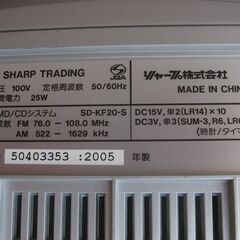 SHARP TRADING
JQA
シャープ株式会社
圧 100V 定格周波数 50/60Hz
費電力 25W
MADE IN CHIN
MD/CDシステム SD-KF20-S
DC15V, 単2(LR14)×10
周波数 FM 76.0 - 108.0 MHz
DC3V, 単3(SUM-3, R6, LR6
AM 522 - 1629 kHz
(時計/タイマ
50403353 :2005 年製